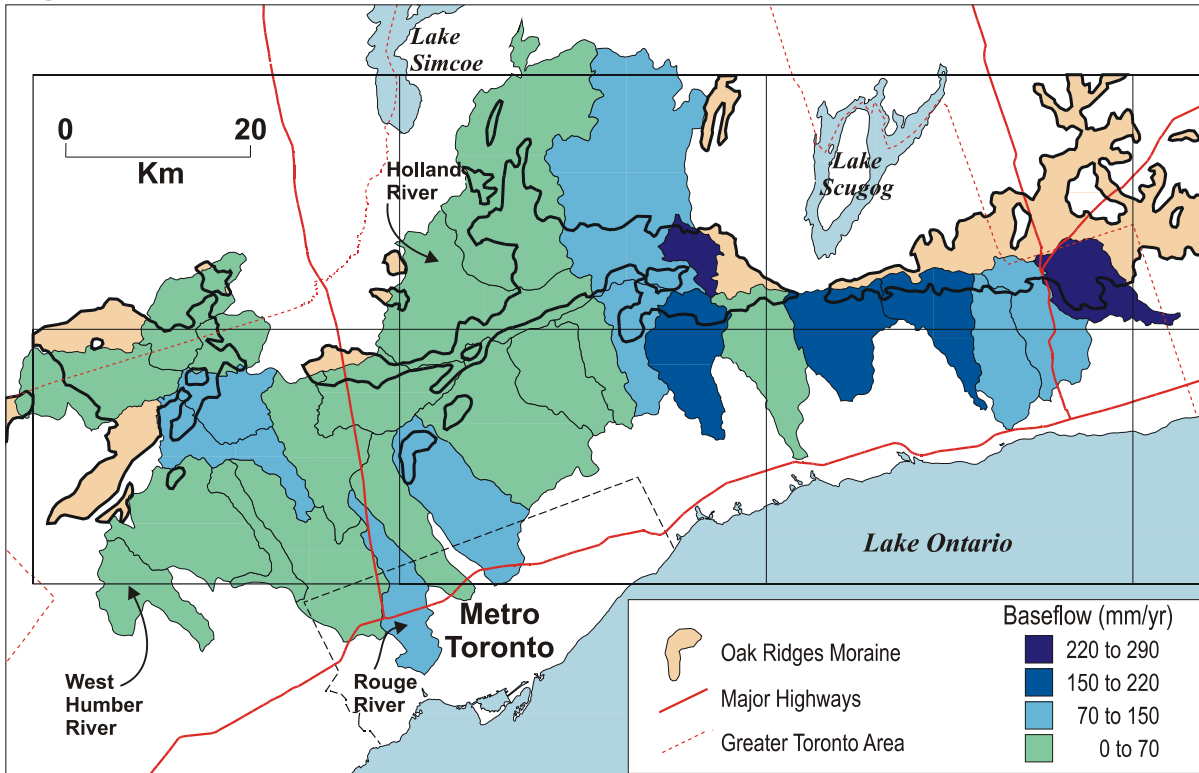 Lake
Simcoe
0 20
Km
Holland
River
Lake
Scugog
Lake Ontario
Metro
Toronto
West
Humber
River
Rouge
River
Oak Ridges Moraine
Major Highways
Greater Toronto Area
Baseflow (mm/yr)
220 to 290
150 to 220
70 to 150
0 to 70